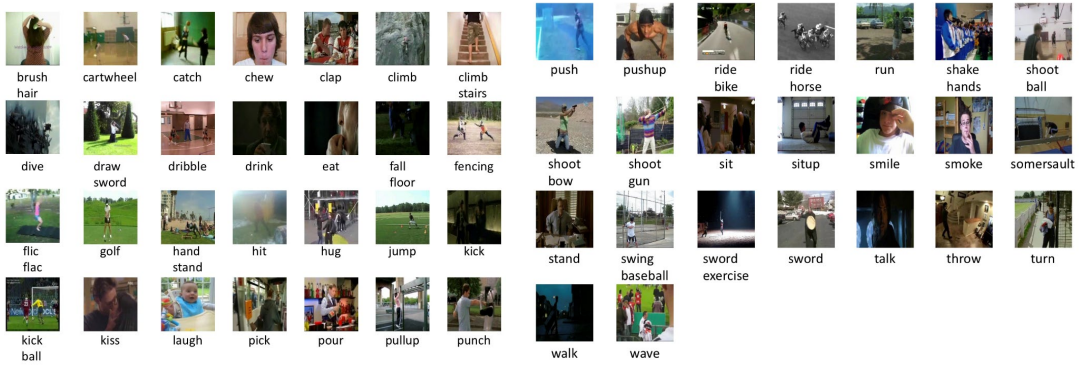 brush hair
cartwheel
catch
chew
clap
climb
climb stairs
dive
draw sword
dribble
drink
eat
fall floor
fencing
flic flac
golf
hand stand
hit
hug
jump
kick
kick ball
kiss
laugh
pick
pour
pullup
punch
push
pushup
ride bike
ride horse
run
shake hands
shoot ball
shoot bow
shoot gun
sit
situp
smile
smoke
somersault
stand
swing baseball
sword exercise
sword
talk
throw
turn
walk
wave